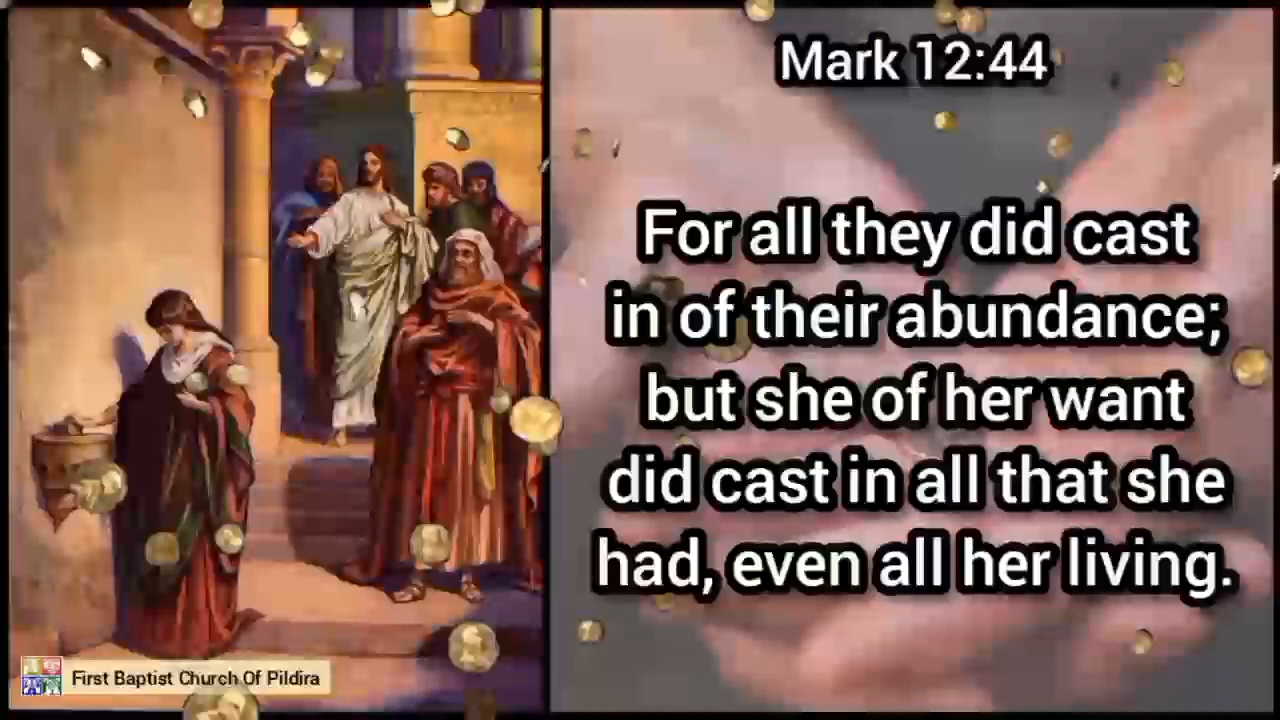 Mark 12:44
For all they did cast
in of their abundance;
but she of her want
did cast in all that she
had, even all her living.
First Baptist Church Of Pildira